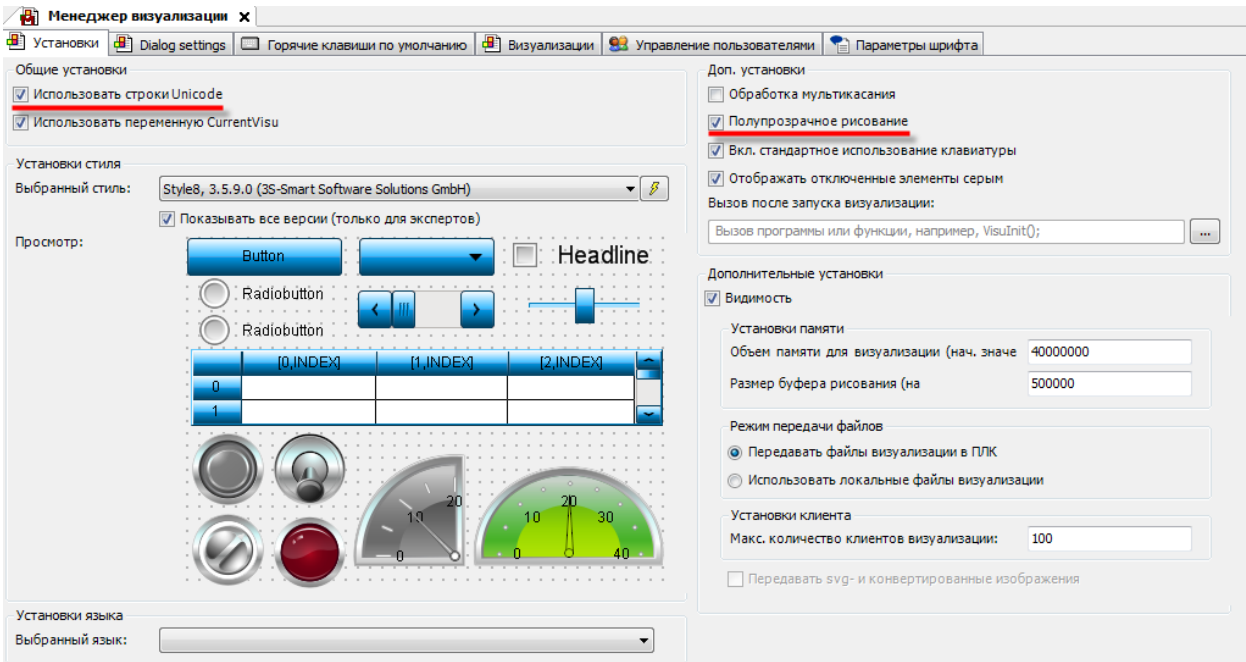 Менеджер визуализации x
Установки Dialog settings Горячие клавиши по умолчанию Визуализации Управление пользователями Параметры шрифта
Общие установки
Использовать строки Unicode
Использовать переменную CurrentVisu
Установки стиля
Выбранный стиль: Style8, 3.5.9.0 (3S-Smart Software Solutions GmbH)
Показывать все версии (только для экспертов)
Просмотр:
Button
Headline
Radiobutton
Radiobutton
[0,INDEX] [1,INDEX] [2,INDEX]
0
1
0 10 20
0 10 20 30 40
Установки языка
Выбранный язык:
Доп. установки
Обработка мультикасания
Полупрозрачное рисование
Вкл. стандартное использование клавиатуры
Отображать отключенные элементы серым
Вызов после запуска визуализации:
Вызов программы или функции, например, VisuInit(); ...
Дополнительные установки
Видимость
Установки памяти
Объем памяти для визуализации (нач. значе 40000000
Размер буфера рисования (на 500000
Режим передачи файлов
Передавать файлы визуализации в ПЛК
Использовать локальные файлы визуализации
Установки клиента
Макс. количество клиентов визуализации: 100
Передавать svg- и конвертированные изображения